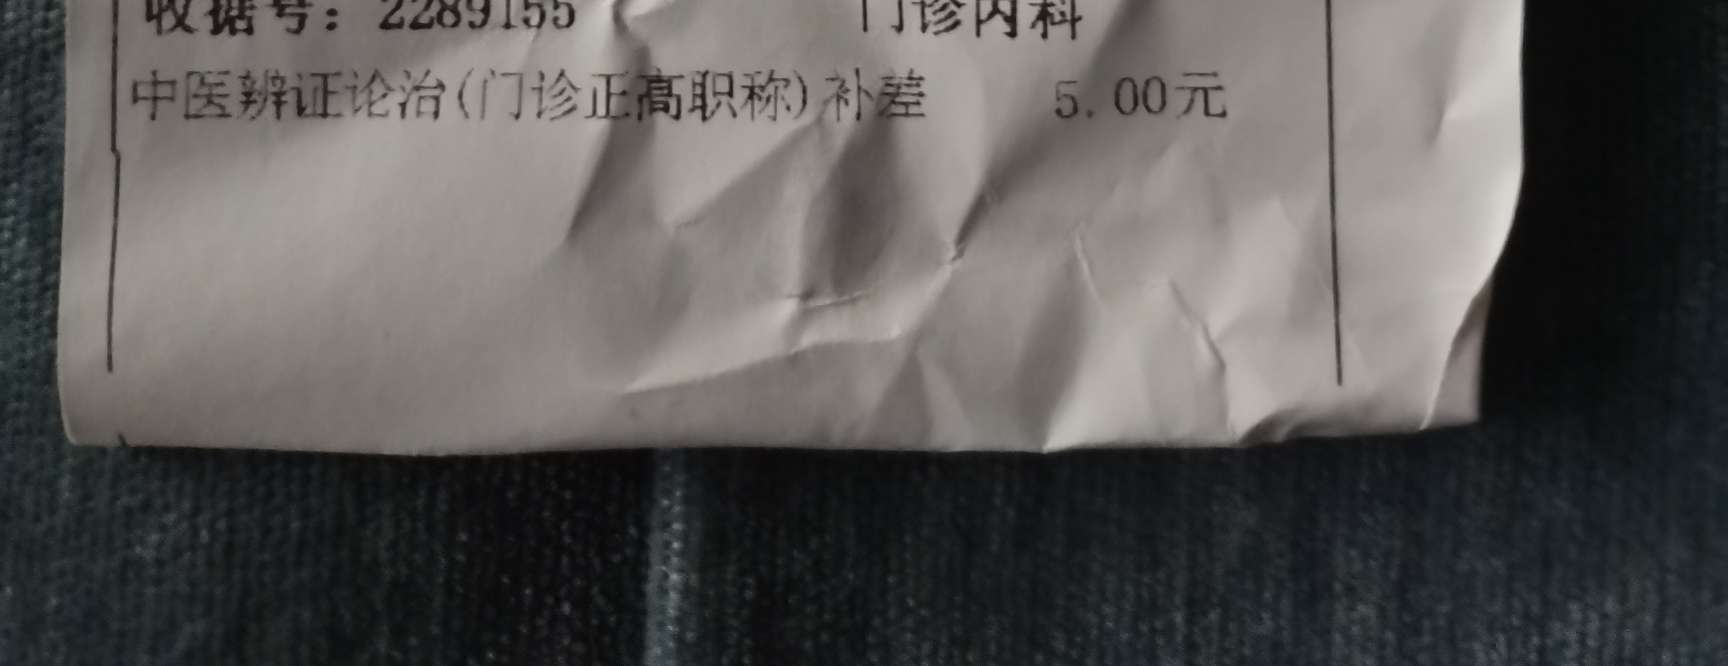 收据号：2289155 门诊内科
中医辨证论治(门诊正高职称)补差 5.00元